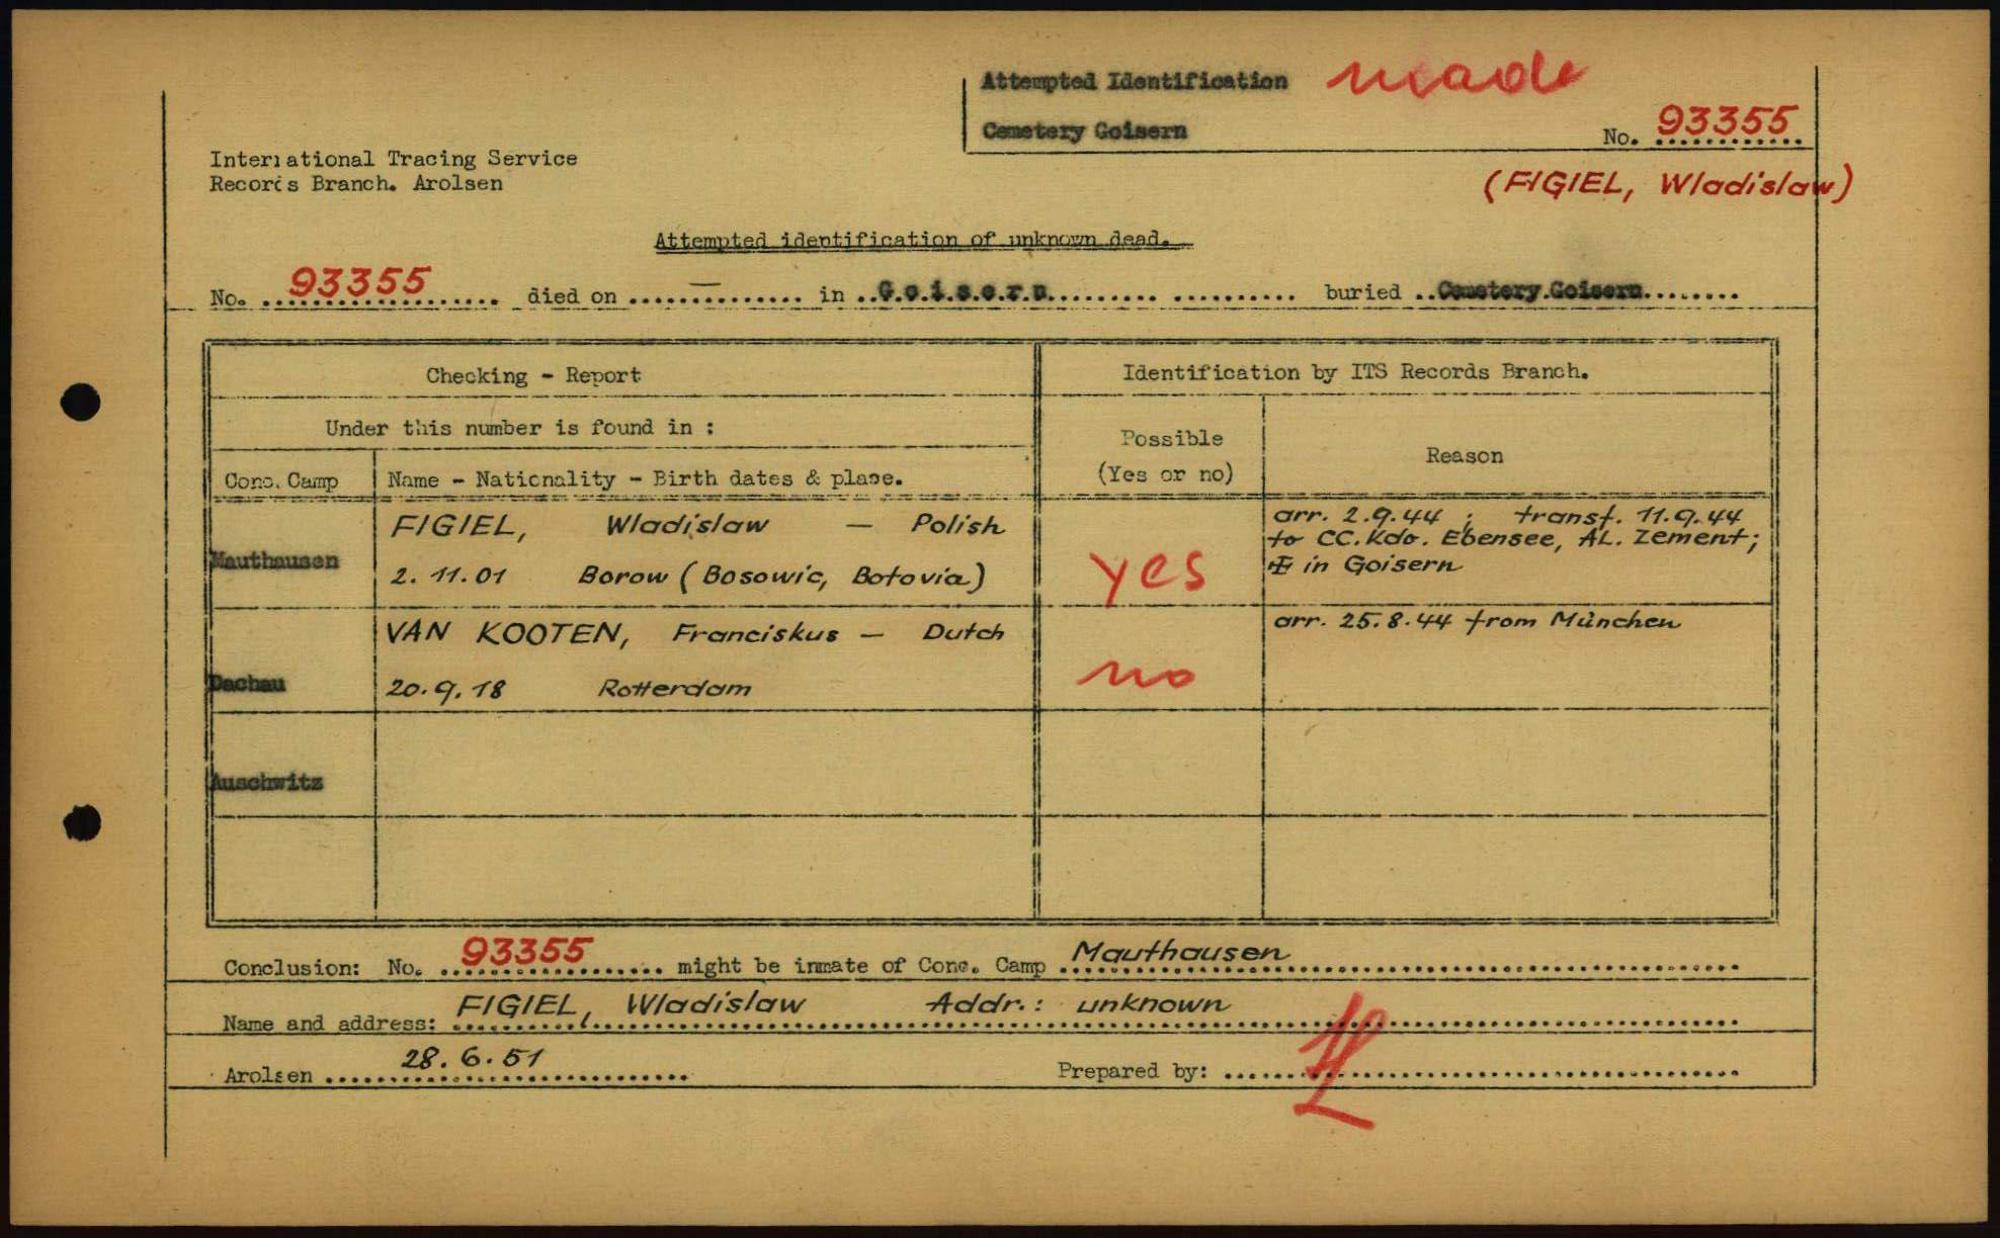 Attempted Identification made
Cemetery Goisern
No. 93355
International Tracing Service
Records Branch. Arolsen
(FIGIEL, Wladislaw)
Attempted identification of unknown dead.
No. 93355 died on — in Goisern buried Cemetery Goisern
Checking - Report
Identification by ITS Records Branch.
Under this number is found in :
Possible
(Yes or no)
Reason
Conc. Camp
Name - Nationality - Birth dates & place.
Mauthausen
FIGIEL, Wladislaw — Polish
2. 11. 01 Borow (Bosowic, Botovia)
yes
arr. 2.9.44 ; transf. 11.9.44
to CC. Kdo. Ebensee, AL. Zement;
in Goisern
Dachau
VAN KOOTEN, Franciskus — Dutch
20. 9. 18 Rotterdam
no
arr. 25.8.44 from München
Auschwitz
Conclusion: No. 93355 might be inmate of Conc. Camp Mauthausen
Name and address: FIGIEL, Wladislaw Addr.: unknown
Arolsen 28. 6. 51
Prepared by: